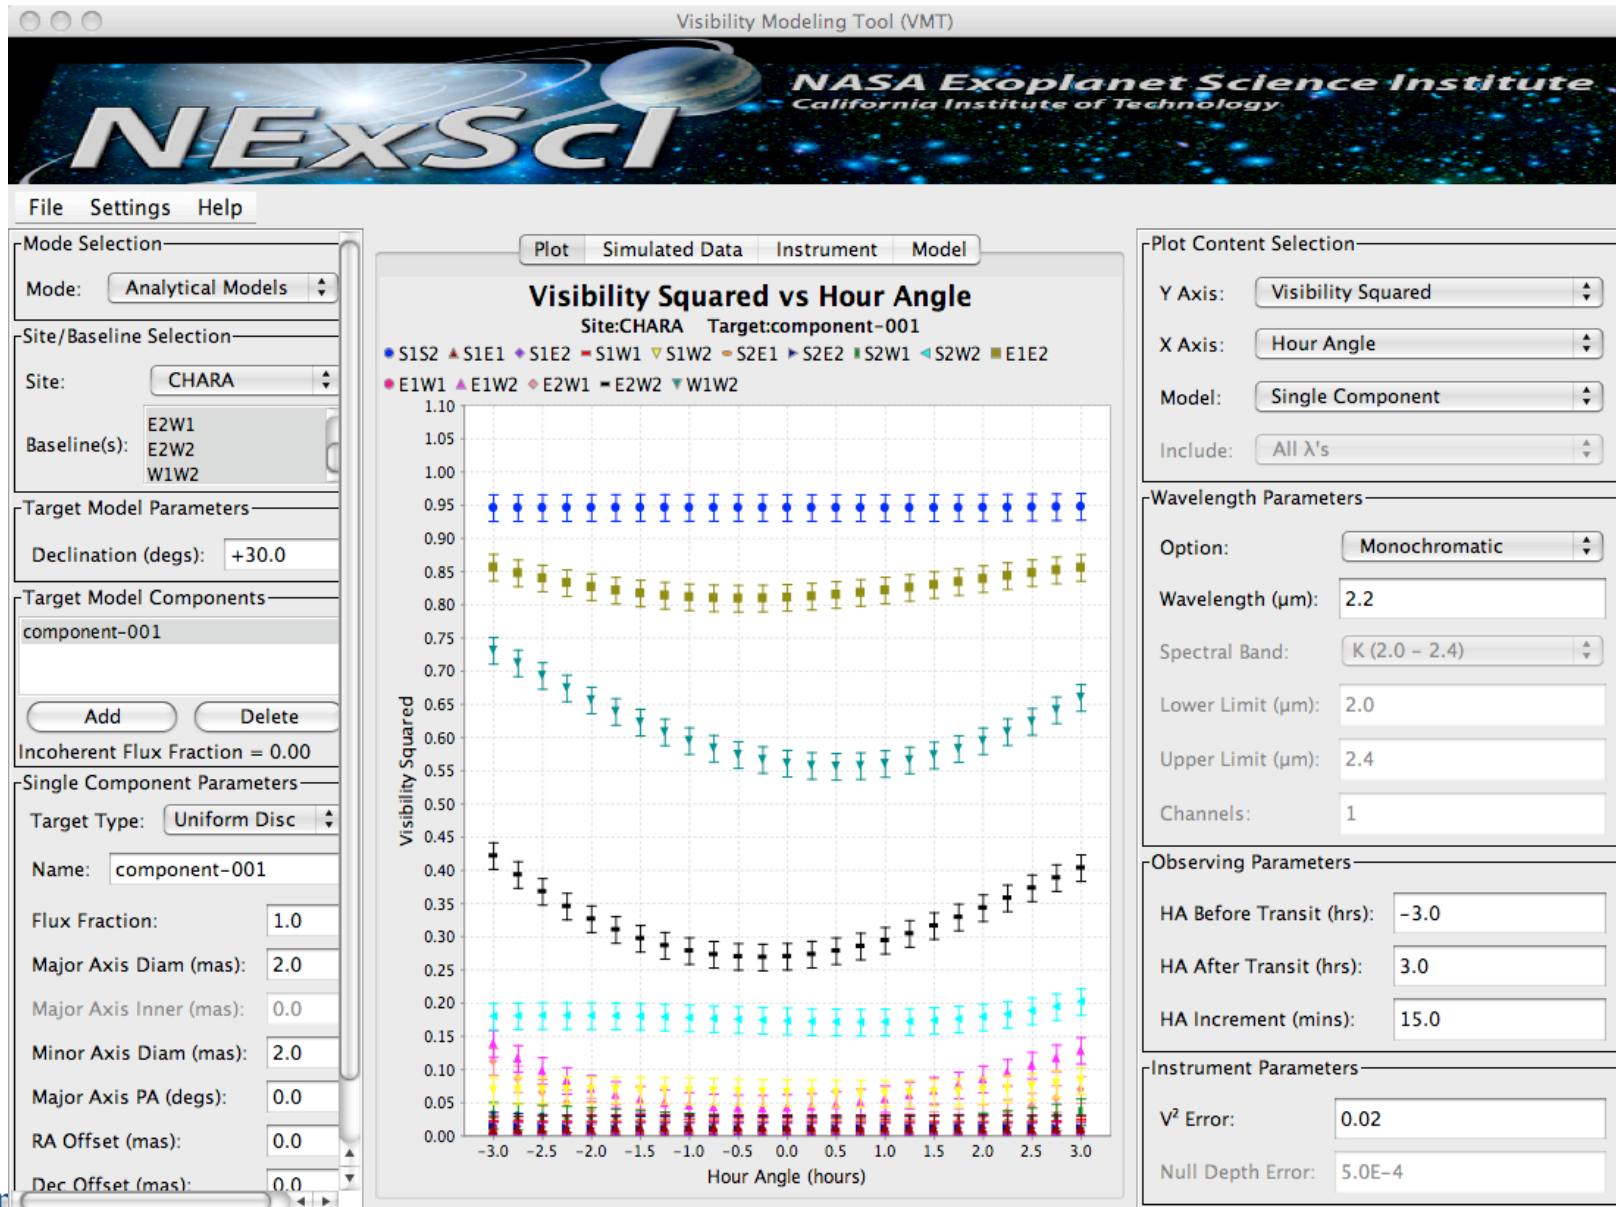 Visibility Modeling Tool (VMT)
NExScI
NASA Exoplanet Science Institute
California Institute of Technology
File Settings Help
Mode Selection
Mode: Analytical Models
Site/Baseline Selection
Site: CHARA
Baseline(s):
E2W1
E2W2
W1W2
Target Model Parameters
Declination (degs): +30.0
Target Model Components
component-001
Add Delete
Incoherent Flux Fraction = 0.00
Single Component Parameters
Target Type: Uniform Disc
Name: component-001
Flux Fraction: 1.0
Major Axis Diam (mas): 2.0
Major Axis Inner (mas): 0.0
Minor Axis Diam (mas): 2.0
Major Axis PA (degs): 0.0
RA Offset (mas): 0.0
Dec Offset (mas): 0.0
Plot Simulated Data Instrument Model
Visibility Squared vs Hour Angle
Site:CHARA Target:component-001
S1S2 S1E1 S1E2 S1W1 S1W2 S2E1 S2E2 S2W1 S2W2 E1E2
E1W1 E1W2 E2W1 E2W2 W1W2
Visibility Squared
1.10
1.05
1.00
0.95
0.90
0.85
0.80
0.75
0.70
0.65
0.60
0.55
0.50
0.45
0.40
0.35
0.30
0.25
0.20
0.15
0.10
0.05
0.00
-3.0 -2.5 -2.0 -1.5 -1.0 -0.5 0.0 0.5 1.0 1.5 2.0 2.5 3.0
Hour Angle (hours)
Plot Content Selection
Y Axis: Visibility Squared
X Axis: Hour Angle
Model: Single Component
Include: All λ's
Wavelength Parameters
Option: Monochromatic
Wavelength (μm): 2.2
Spectral Band: K (2.0 – 2.4)
Lower Limit (μm): 2.0
Upper Limit (μm): 2.4
Channels: 1
Observing Parameters
HA Before Transit (hrs): -3.0
HA After Transit (hrs): 3.0
HA Increment (mins): 15.0
Instrument Parameters
V² Error: 0.02
Null Depth Error: 5.0E-4